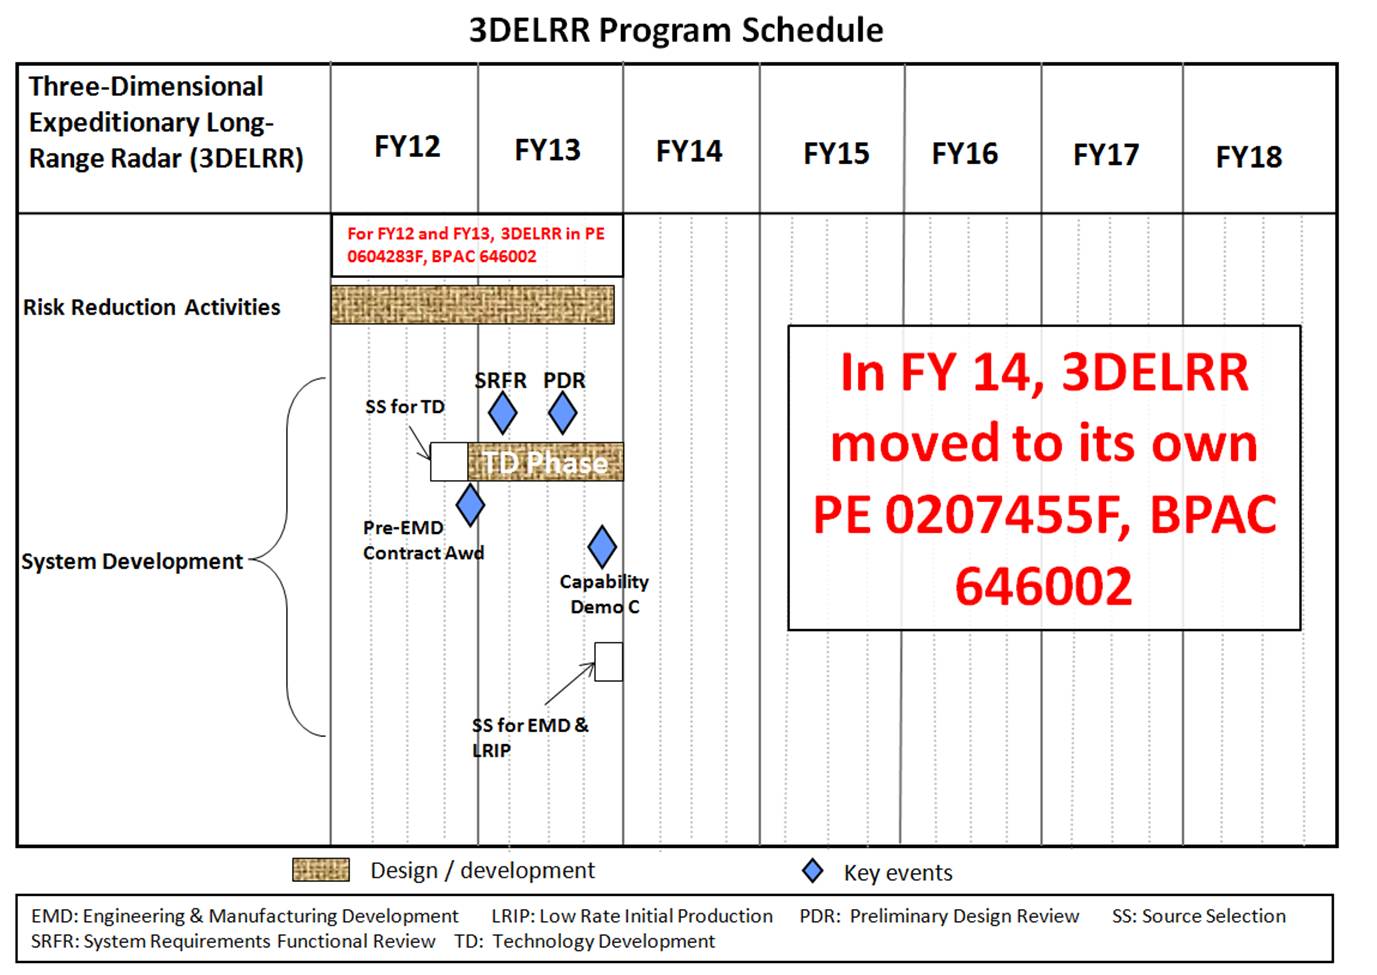 3DELRR Program Schedule
Three-Dimensional
Expeditionary Long-
Range Radar (3DELRR)
FY12
FY13
FY14
FY15
FY16
FY17
FY18
For FY12 and FY13, 3DELRR in PE
0604283F, BPAC 646002
Risk Reduction Activities
In FY 14, 3DELRR
moved to its own
PE 0207455F, BPAC
646002
SRFR PDR
SS for TD
TD Phase
Pre-EMD
Contract Awd
System Development
Capability
Demo C
SS for EMD &
LRIP
Design / development
Key events
EMD: Engineering & Manufacturing Development LRIP: Low Rate Initial Production PDR: Preliminary Design Review SS: Source Selection
SRFR: System Requirements Functional Review TD: Technology Development